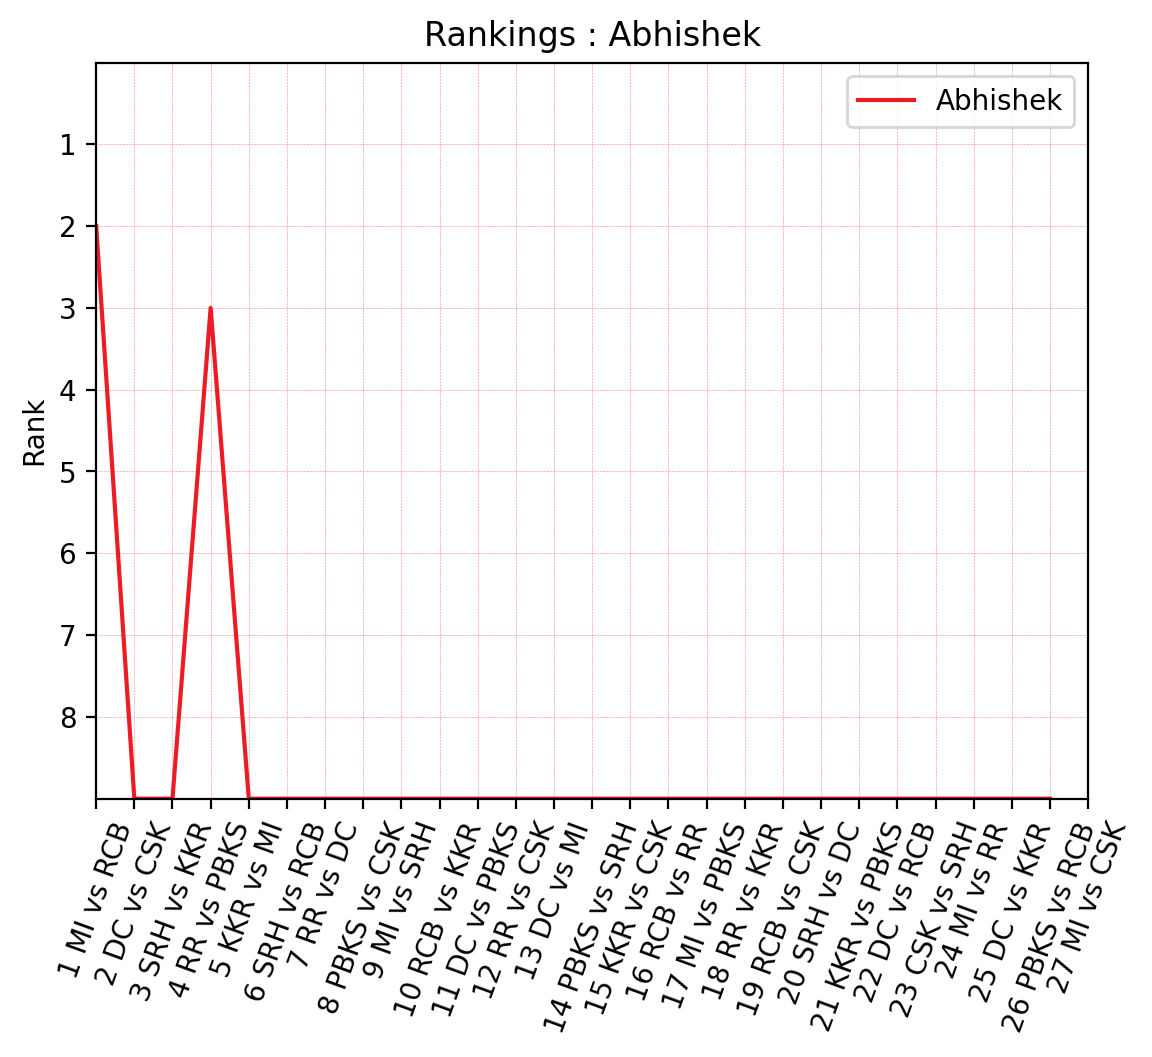 Rankings : Abhishek
Abhishek
Rank
1
2
3
4
5
6
7
8
1 MI vs RCB
2 DC vs CSK
3 SRH vs KKR
4 RR vs PBKS
5 KKR vs MI
6 SRH vs RCB
7 RR vs DC
8 PBKS vs CSK
9 MI vs SRH
10 RCB vs KKR
11 DC vs PBKS
12 RR vs CSK
13 DC vs MI
14 PBKS vs SRH
15 KKR vs CSK
16 RCB vs RR
17 MI vs PBKS
18 RR vs KKR
19 RCB vs CSK
20 SRH vs DC
21 KKR vs PBKS
22 DC vs RCB
23 CSK vs SRH
24 MI vs RR
25 DC vs KKR
26 PBKS vs RCB
27 MI vs CSK